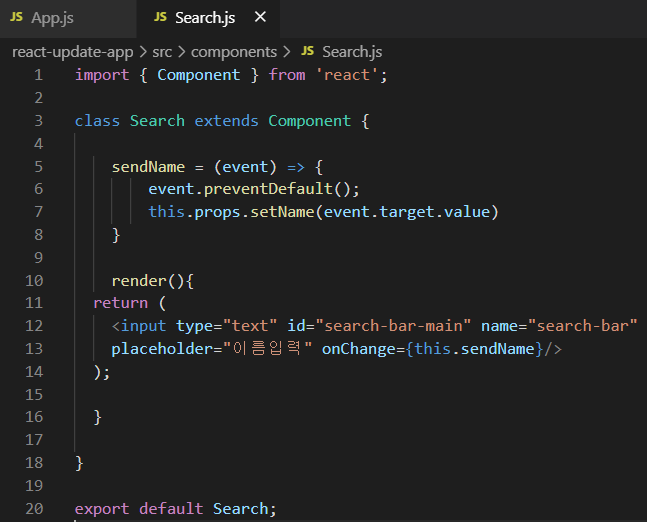 JS App.js JS Search.js ×
react-update-app > src > components > JS Search.js
1 import { Component } from 'react';
2
3 class Search extends Component {
4
5 sendName = (event) => {
6 event.preventDefault();
7 this.props.setName(event.target.value)
8 }
9
10 render(){
11 return (
12 <input type="text" id="search-bar-main" name="search-bar"
13 placeholder="이름입력" onChange={this.sendName}/>
14 );
15
16 }
17
18 }
19
20 export default Search;